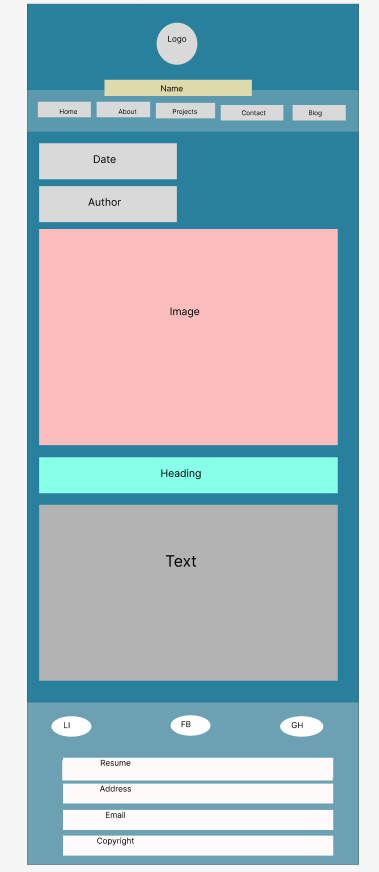 Logo
Name
Home About Projects Contact Blog
Date
Author
Image
Heading
Text
LI FB GH
Resume
Address
Email
Copyright